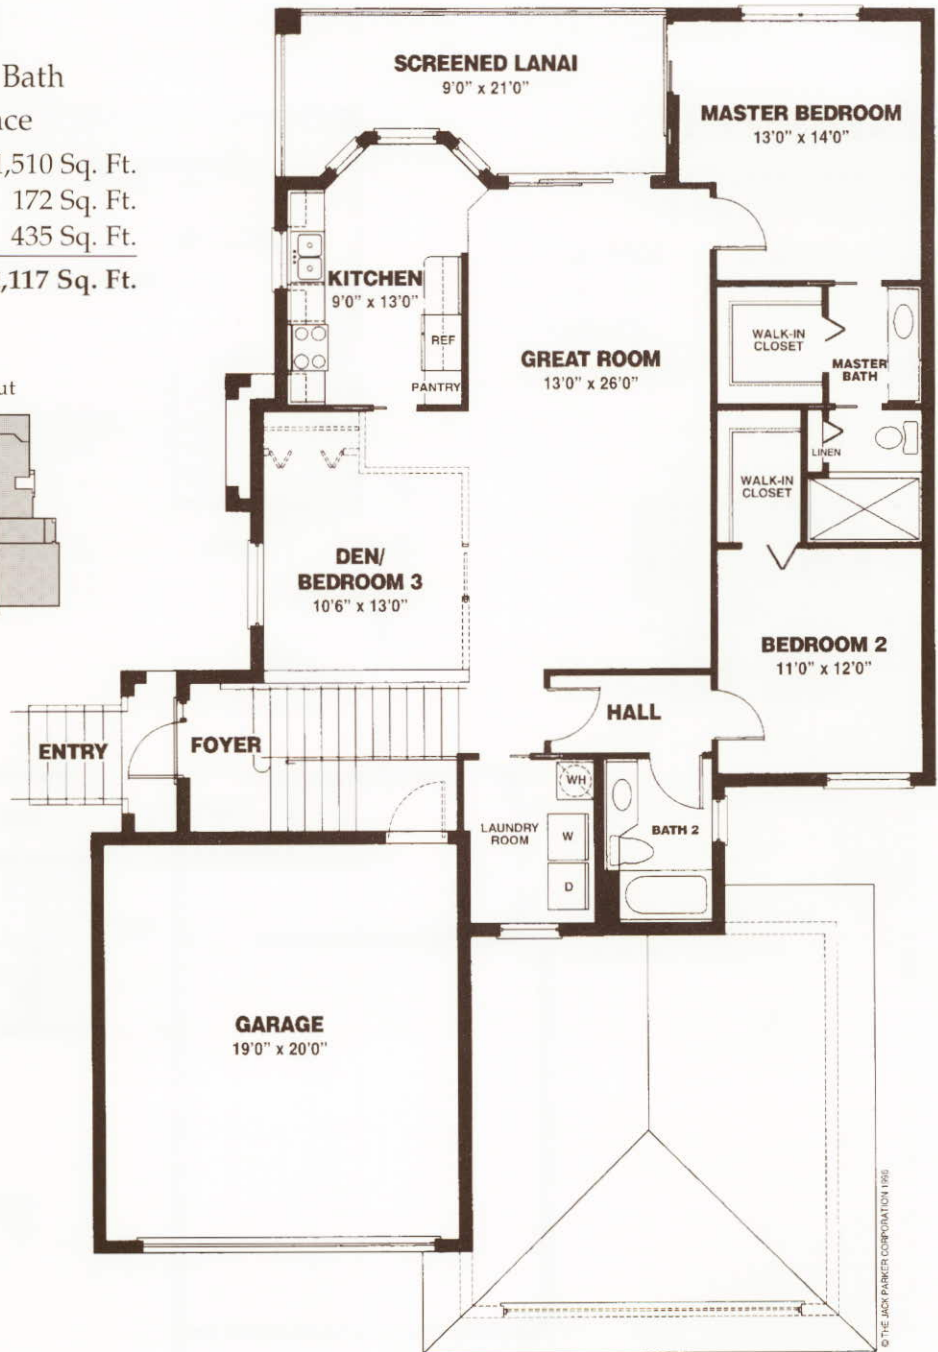 Bath
1,510 Sq. Ft.
172 Sq. Ft.
435 Sq. Ft.
,117 Sq. Ft.
SCREENED LANAI
9'0" x 21'0"
MASTER BEDROOM
13'0" x 14'0"
KITCHEN
9'0" x 13'0"
REF
PANTRY
GREAT ROOM
13'0" x 26'0"
WALK-IN
CLOSET
MASTER
BATH
LINEN
WALK-IN
CLOSET
DEN/
BEDROOM 3
10'6" x 13'0"
BEDROOM 2
11'0" x 12'0"
HALL
ENTRY
FOYER
WH
LAUNDRY
ROOM
W
D
BATH 2
GARAGE
19'0" x 20'0"
© THE JACK PARKER CORPORATION 1996